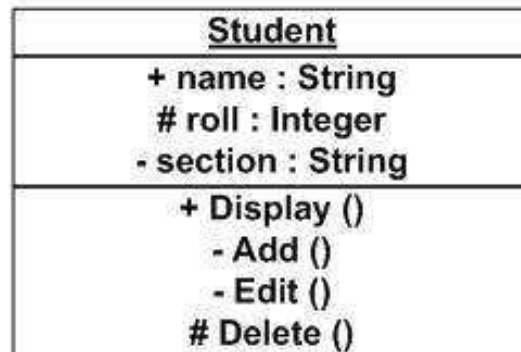 Student
+ name : String
# roll : Integer
- section : String
+ Display ()
- Add ()
- Edit ()
# Delete ()